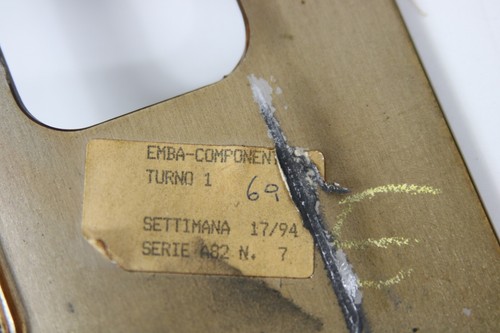 EMBA-COMPONENT
TURNO 1 69
SETTIMANA 17/94
SERIE A82 N. 7